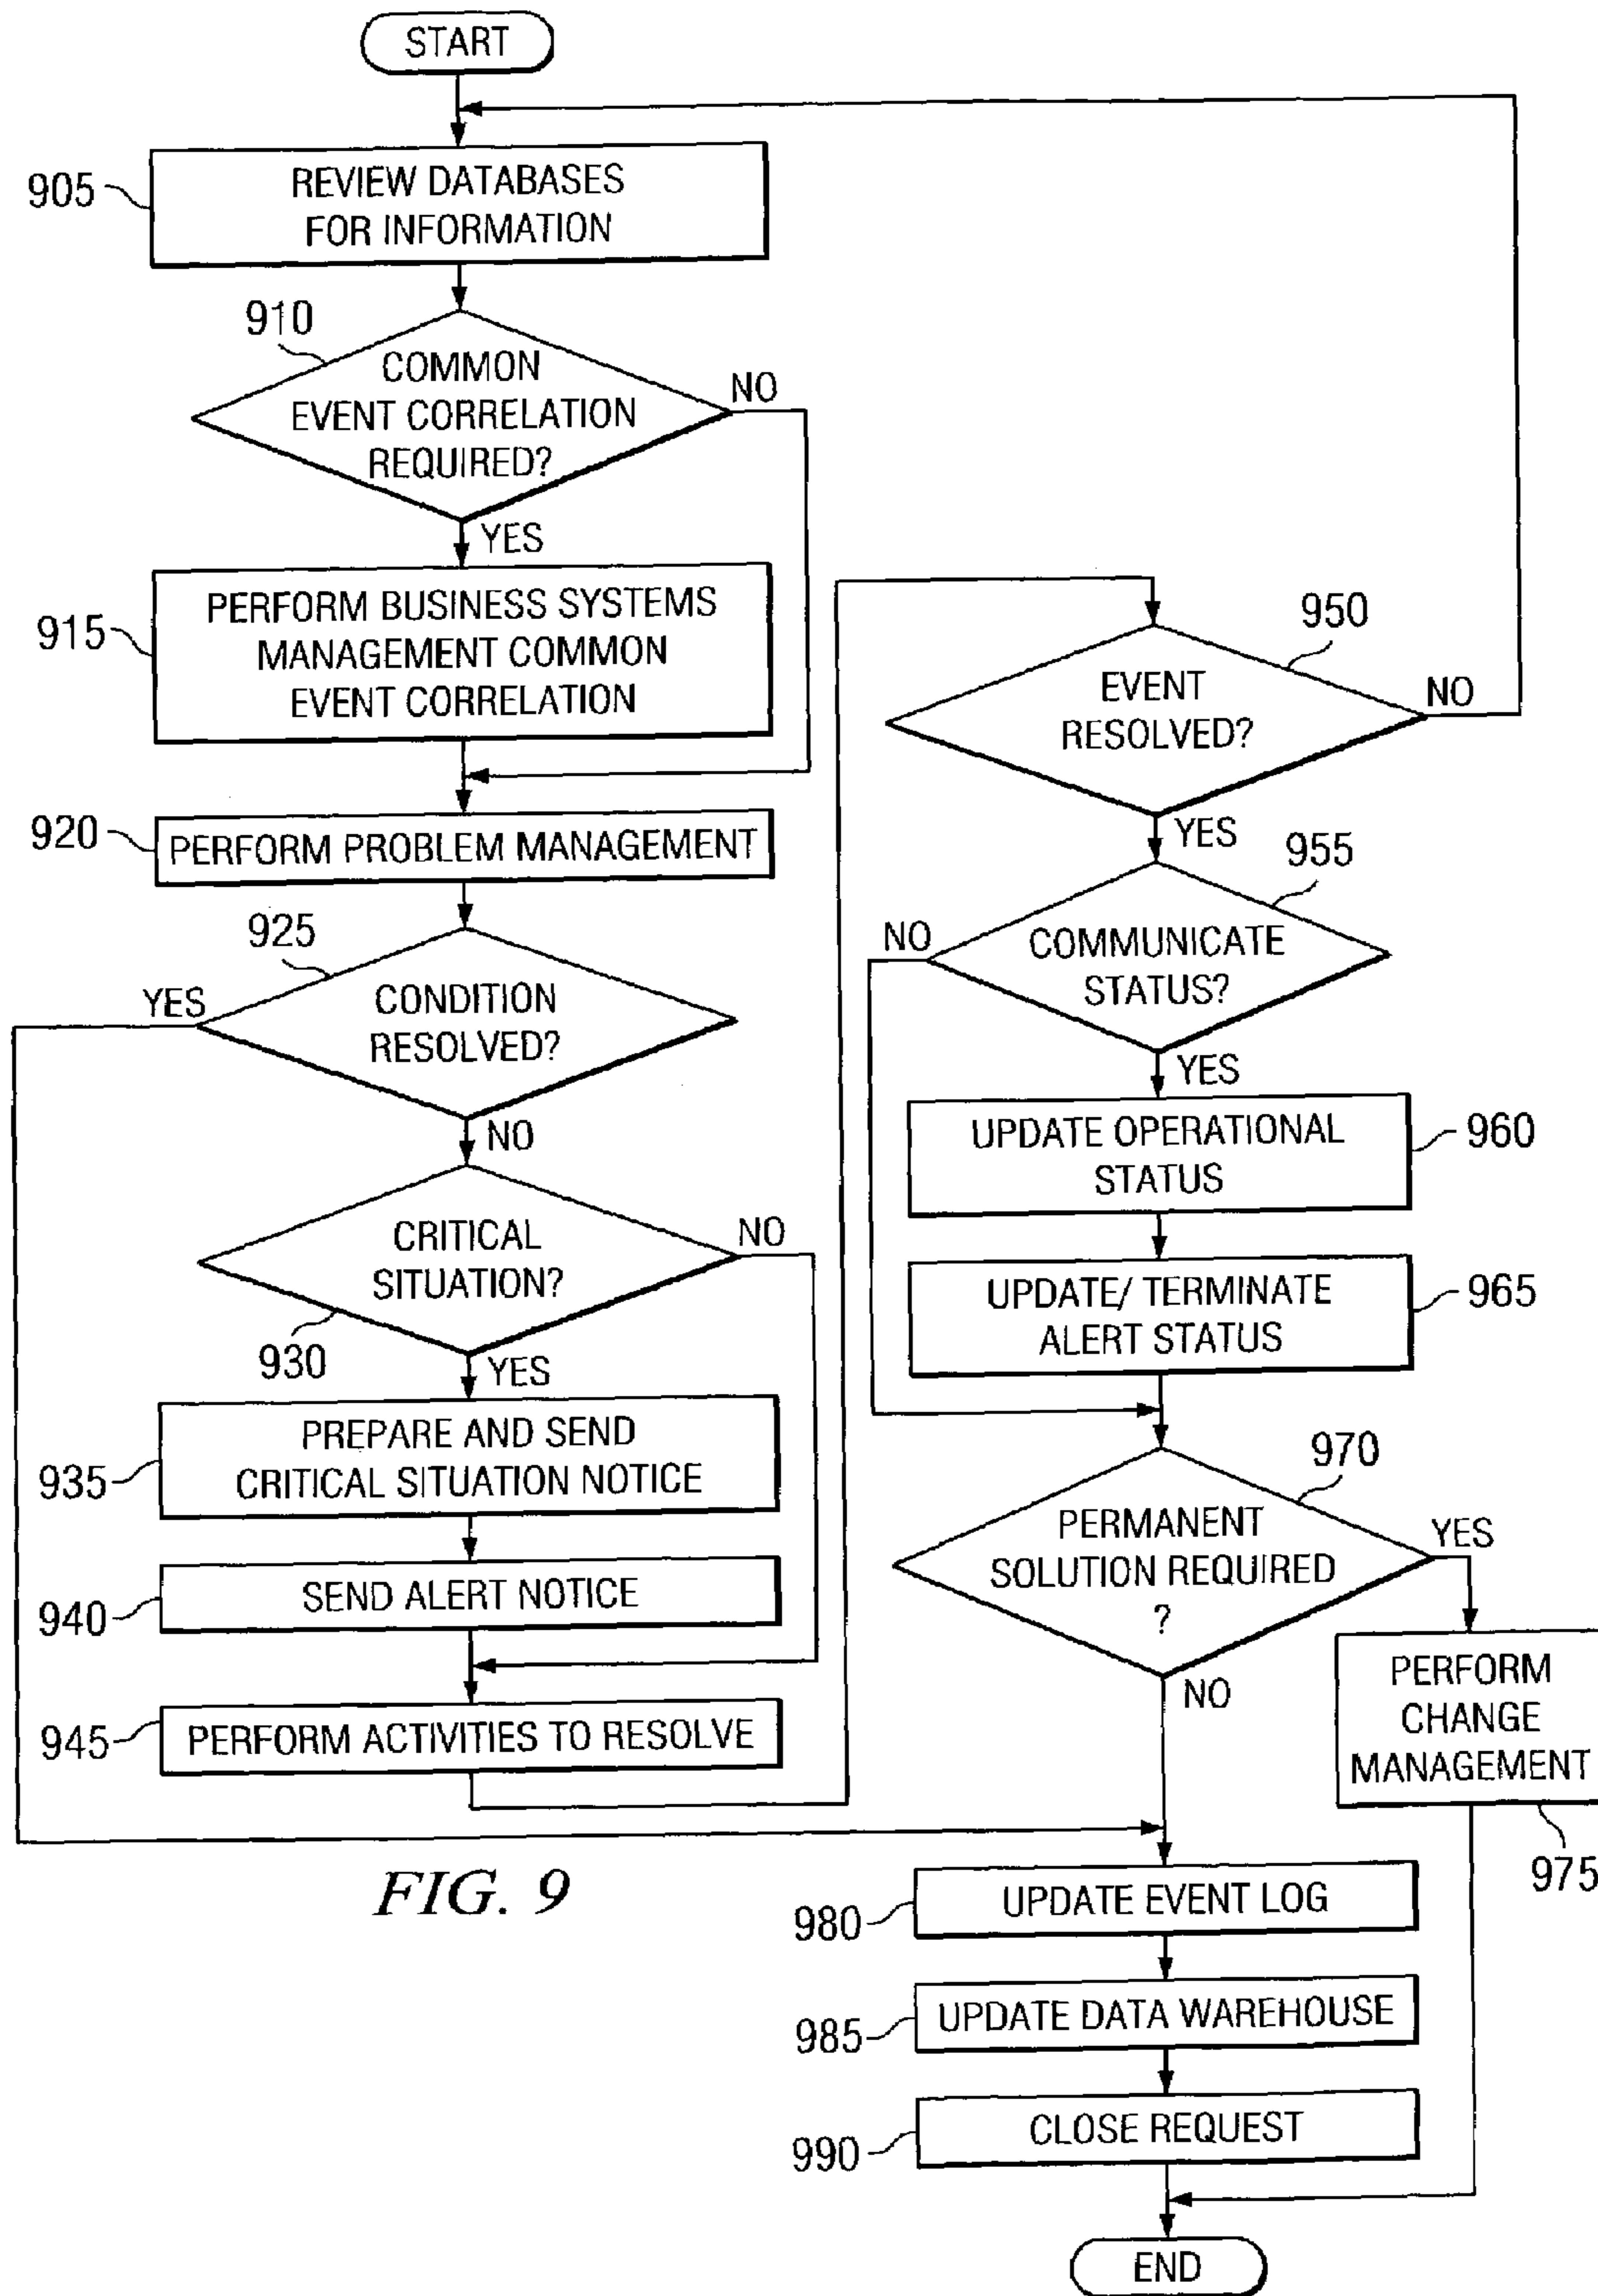 START
905
REVIEW DATABASES
FOR INFORMATION
910
COMMON
EVENT CORRELATION
REQUIRED?
NO
YES
915
PERFORM BUSINESS SYSTEMS
MANAGEMENT COMMON
EVENT CORRELATION
920
PERFORM PROBLEM MANAGEMENT
925
YES
CONDITION
RESOLVED?
NO
CRITICAL
SITUATION?
NO
930
YES
935
PREPARE AND SEND
CRITICAL SITUATION NOTICE
940
SEND ALERT NOTICE
945
PERFORM ACTIVITIES TO RESOLVE
950
EVENT
RESOLVED?
NO
YES
955
NO
COMMUNICATE
STATUS?
YES
UPDATE OPERATIONAL
STATUS
960
UPDATE/ TERMINATE
ALERT STATUS
965
970
PERMANENT
SOLUTION REQUIRED
?
YES
NO
PERFORM
CHANGE
MANAGEMENT
975
FIG. 9
980
UPDATE EVENT LOG
985
UPDATE DATA WAREHOUSE
990
CLOSE REQUEST
END